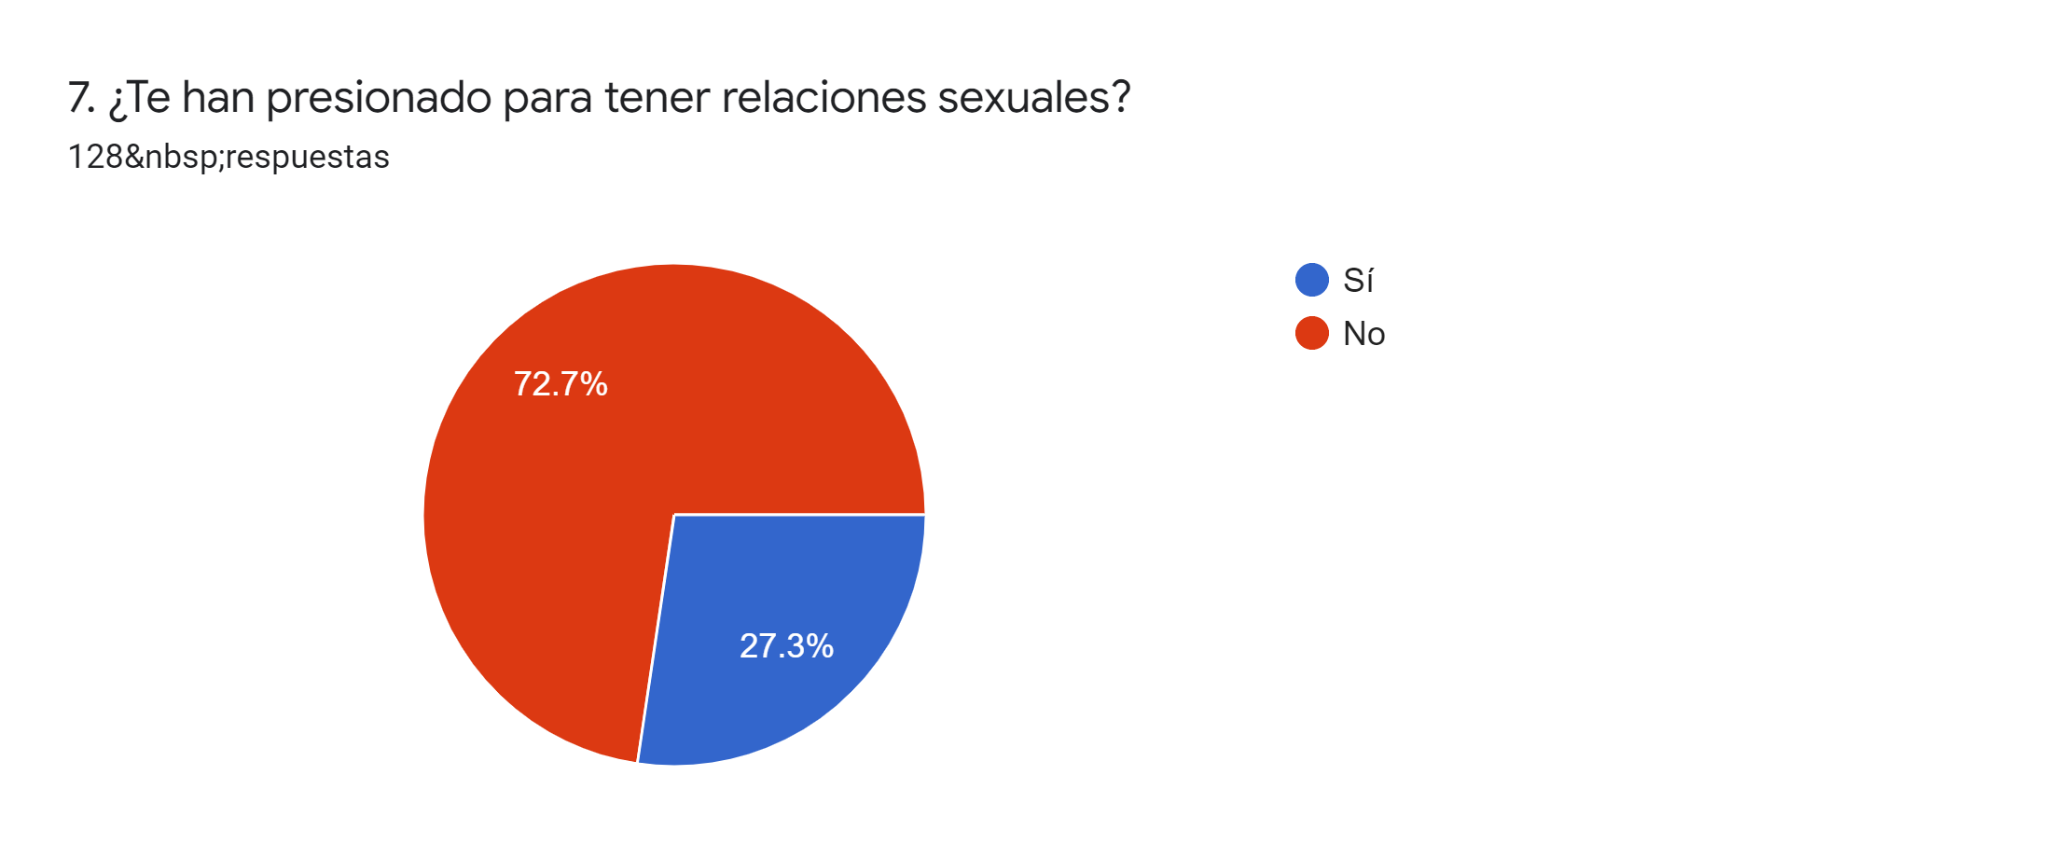 7. ¿Te han presionado para tener relaciones sexuales?
128&nbsp;respuestas
Sí
No
72.7%
27.3%